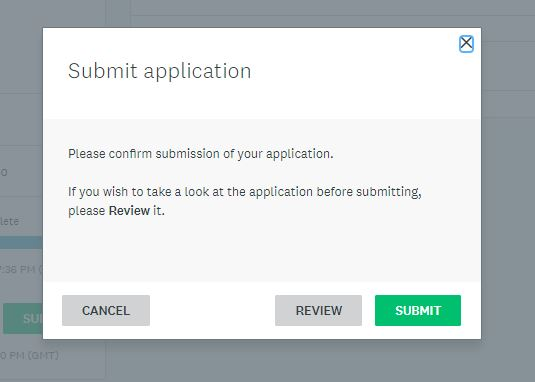 Submit application
Please confirm submission of your application.
If you wish to take a look at the application before submitting,
please Review it.
lete
7:36 PM (
SU
CANCEL
REVIEW
SUBMIT
0 PM (GMT)